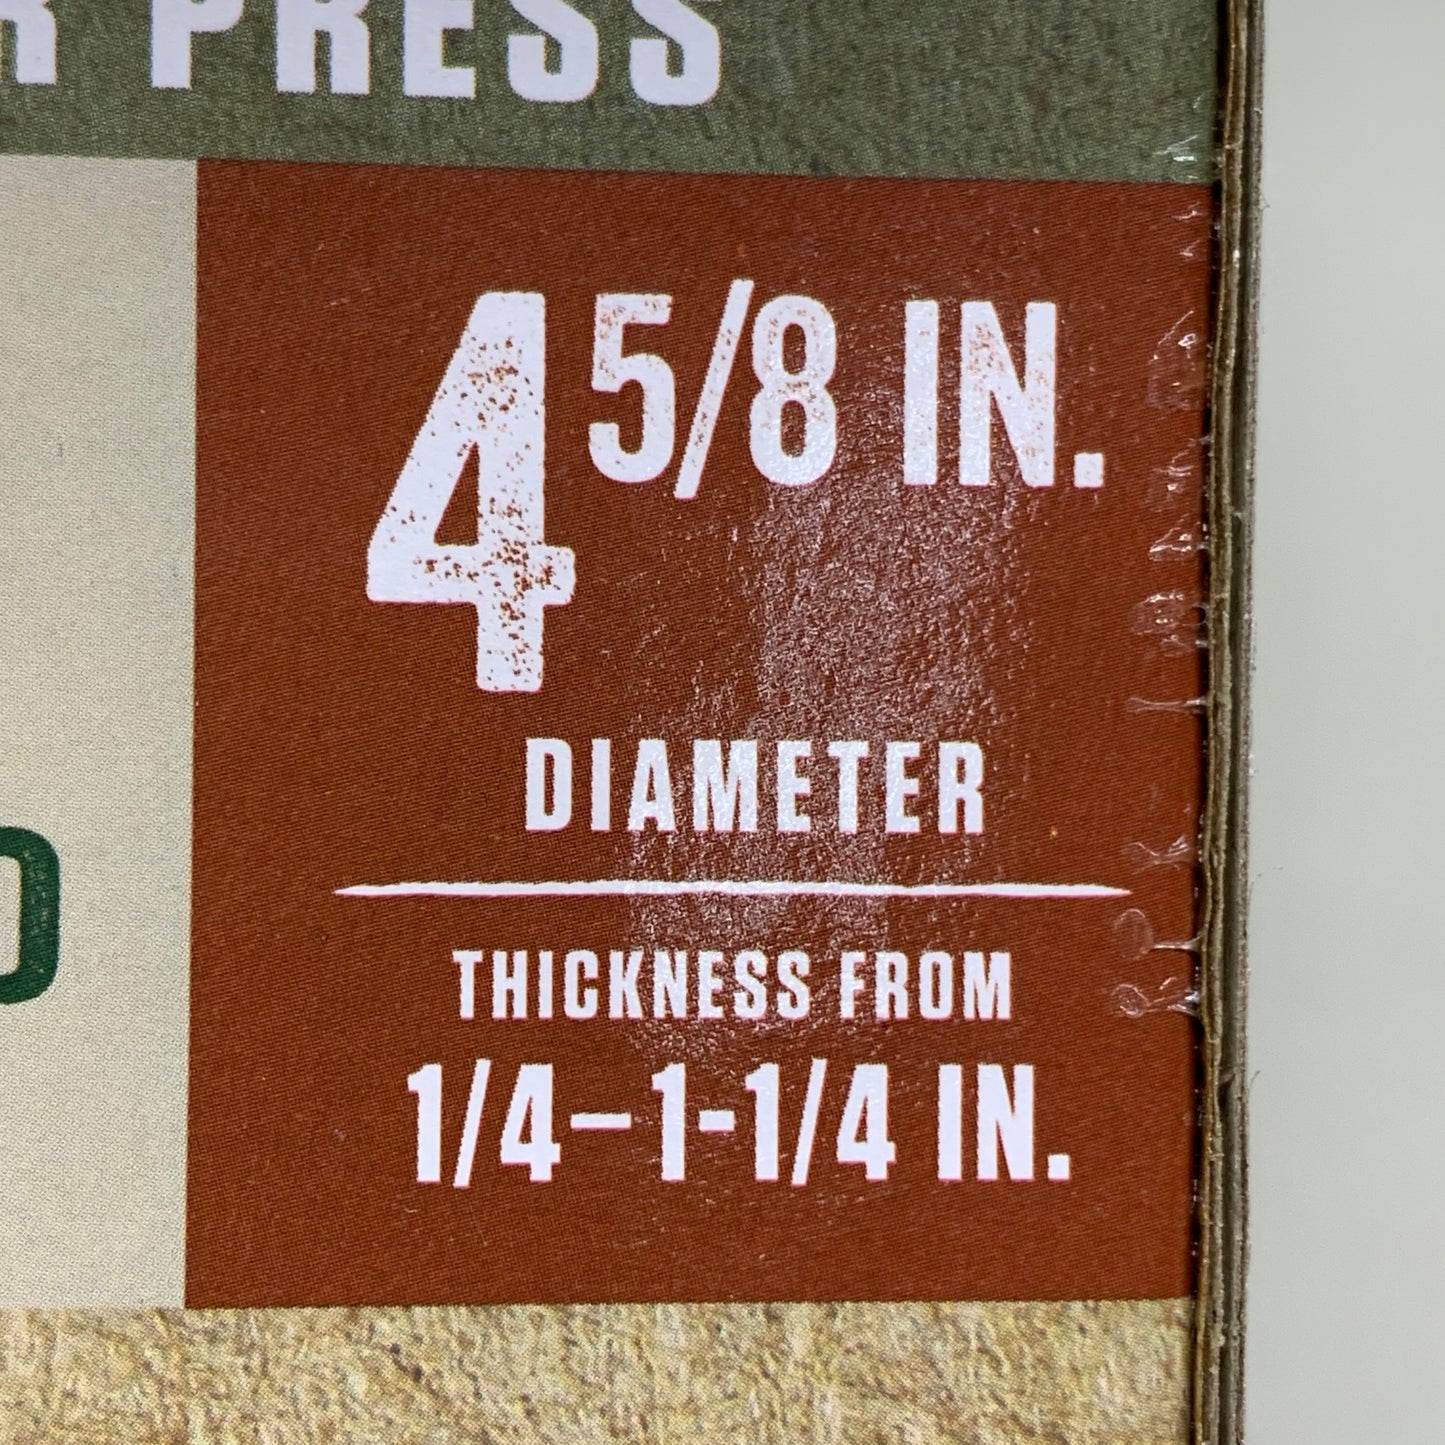 PRESS
4 5/8 IN.
DIAMETER
THICKNESS FROM
1/4–1-1/4 IN.